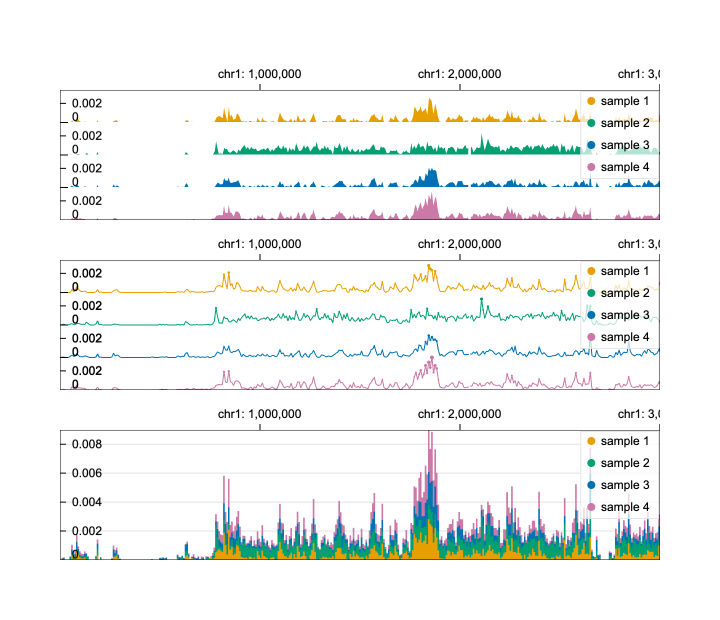 chr1: 1,000,000 chr1: 2,000,000 chr1: 3,0
0.002 sample 1
0
0.002 sample 2
0 sample 3
0.002 sample 4
0
0.002
0
chr1: 1,000,000 chr1: 2,000,000 chr1: 3,0
0.002 sample 1
0
0.002 sample 2
0 sample 3
0.002 sample 4
0
0.002
0
chr1: 1,000,000 chr1: 2,000,000 chr1: 3,0
0.008 sample 1
0.006 sample 2
0.004 sample 3
sample 4
0.002
0